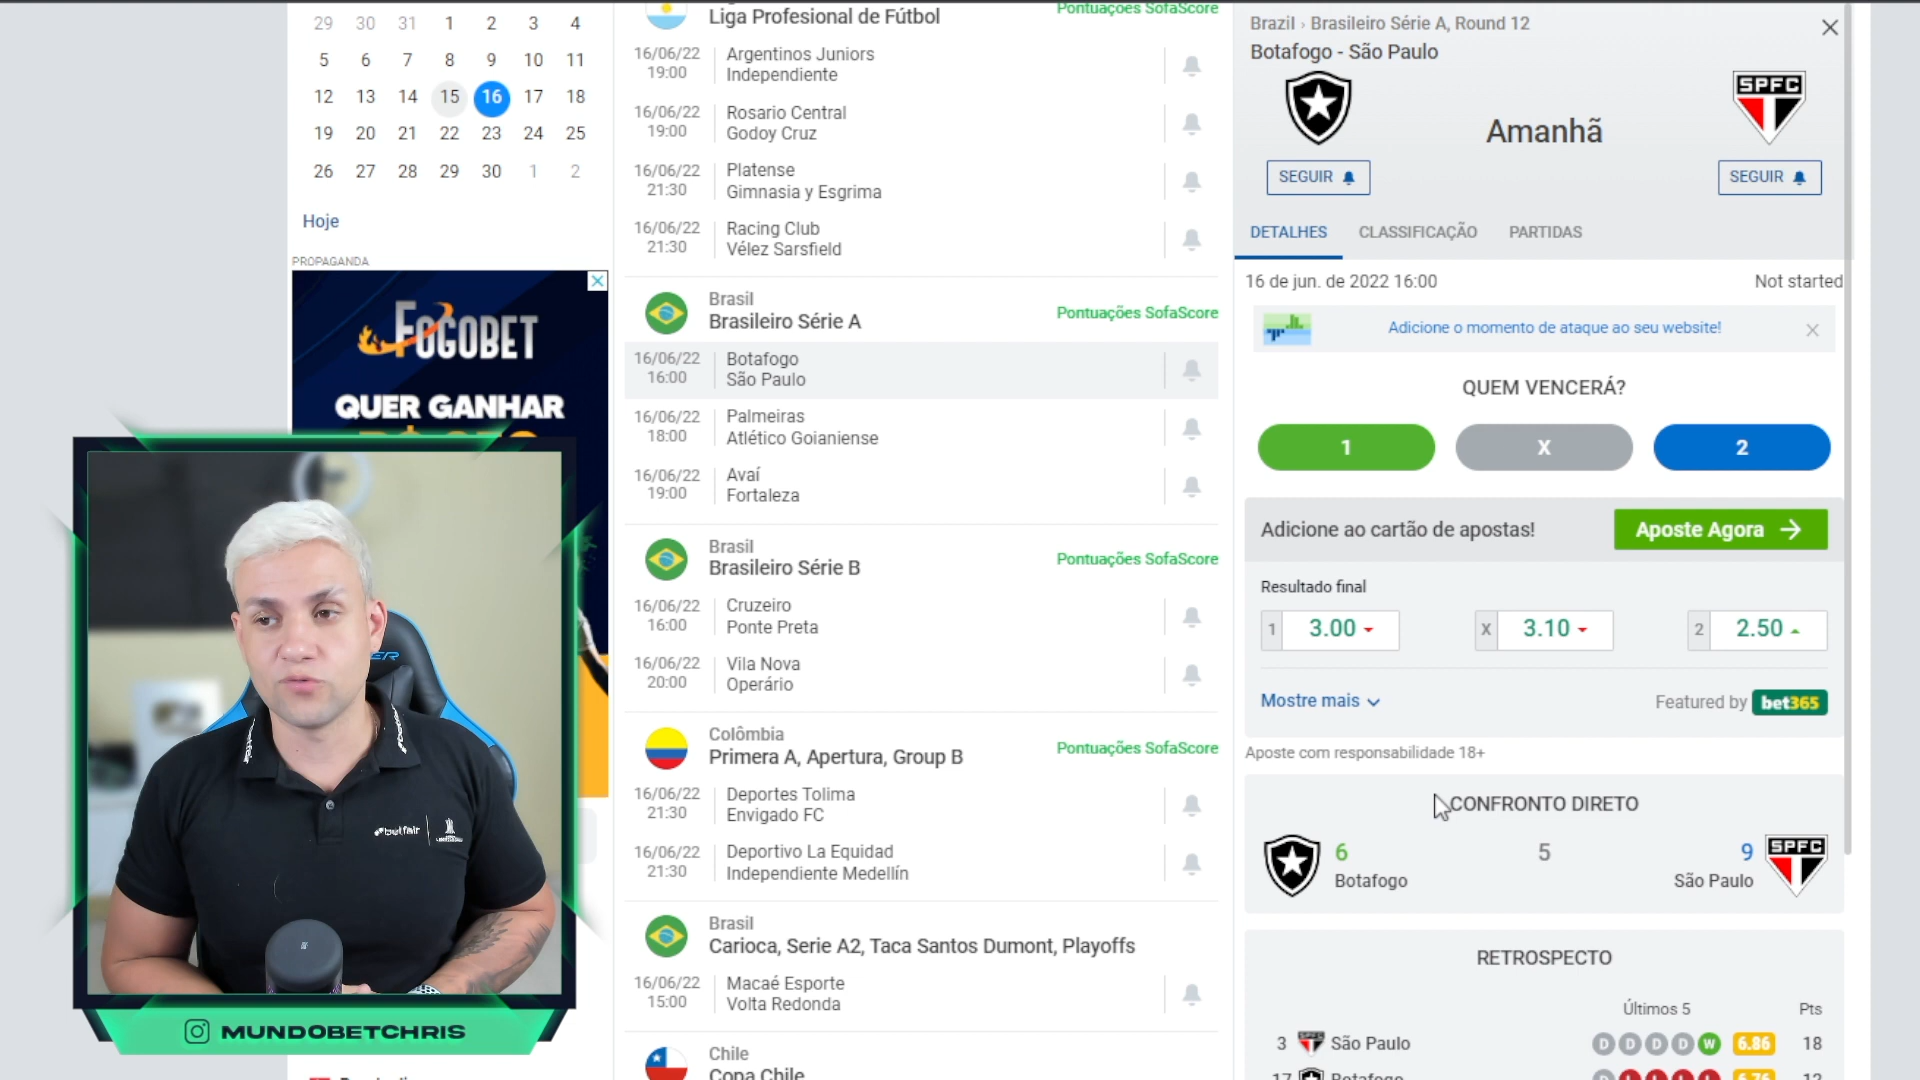 29 30 31 1 2 3 4
5 6 7 8 9 10 11
12 13 14 15 16 17 18
19 20 21 22 23 24 25
26 27 28 29 30 1 2
Hoje
PROPAGANDA
FOGOBET
QUER GANHAR
betfair
MUNDOBETCHRIS
Liga Profesional de Fútbol
Pontuações SofaScore
16/06/22 Argentinos Juniors
19:00 Independiente
16/06/22 Rosario Central
19:00 Godoy Cruz
16/06/22 Platense
21:30 Gimnasia y Esgrima
16/06/22 Racing Club
21:30 Vélez Sarsfield
Brasil
Brasileiro Série A
Pontuações SofaScore
16/06/22 Botafogo
16:00 São Paulo
16/06/22 Palmeiras
18:00 Atlético Goianiense
16/06/22 Avaí
19:00 Fortaleza
Brasil
Brasileiro Série B
Pontuações SofaScore
16/06/22 Cruzeiro
16:00 Ponte Preta
16/06/22 Vila Nova
20:00 Operário
Colômbia
Primera A, Apertura, Group B
Pontuações SofaScore
16/06/22 Deportes Tolima
21:30 Envigado FC
16/06/22 Deportivo La Equidad
21:30 Independiente Medellín
Brasil
Carioca, Serie A2, Taca Santos Dumont, Playoffs
16/06/22 Macaé Esporte
15:00 Volta Redonda
Chile
Copa Chile
Brazil › Brasileiro Série A, Round 12
Botafogo - São Paulo
SPFC
Amanhã
SEGUIR
SEGUIR
DETALHES CLASSIFICAÇÃO PARTIDAS
16 de jun. de 2022 16:00 Not started
Adicione o momento de ataque ao seu website!
QUEM VENCERÁ?
1 X 2
Adicione ao cartão de apostas!
Aposte Agora
Resultado final
1 3.00 X 3.10 2 2.50
Mostre mais
Featured by bet365
Aposte com responsabilidade 18+
CONFRONTO DIRETO
6 5 9 SPFC
Botafogo São Paulo
RETROSPECTO
Últimos 5 Pts
3 São Paulo D D D D W 6.86 18
17 Botafogo D L L L L 6.76 12